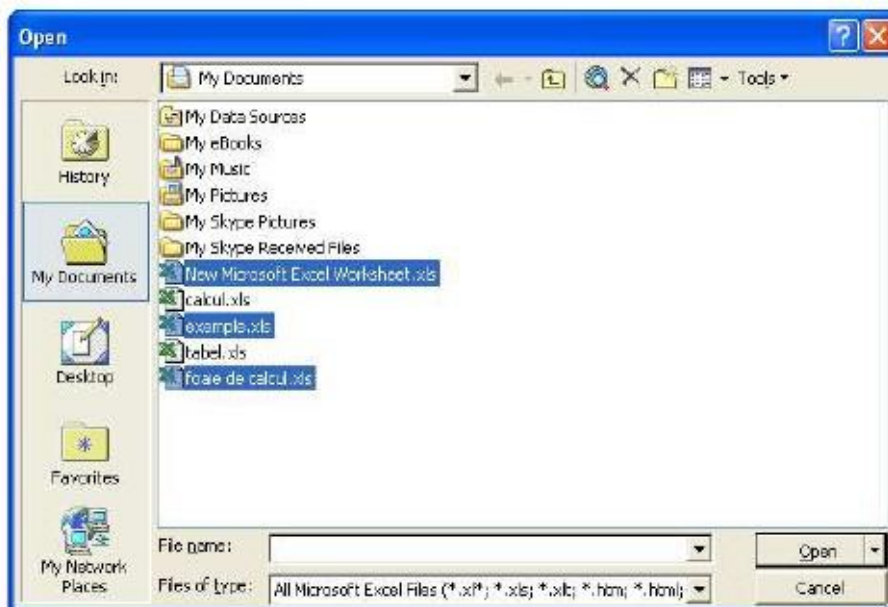 Open
Look in:
My Documents
Tools
My Data Sources
My eBooks
My Music
My Pictures
My Skype Pictures
My Skype Received Files
New Microsoft Excel Worksheet.xls
calcul.xls
example.xls
tabel.xls
foaie de calcul.xls
History
My Documents
Desktop
Favorites
My Network
Places
File name:
Open
Files of type:
All Microsoft Excel Files (*.xl*; *.xls; *.xlt; *.htm; *.html;
Cancel